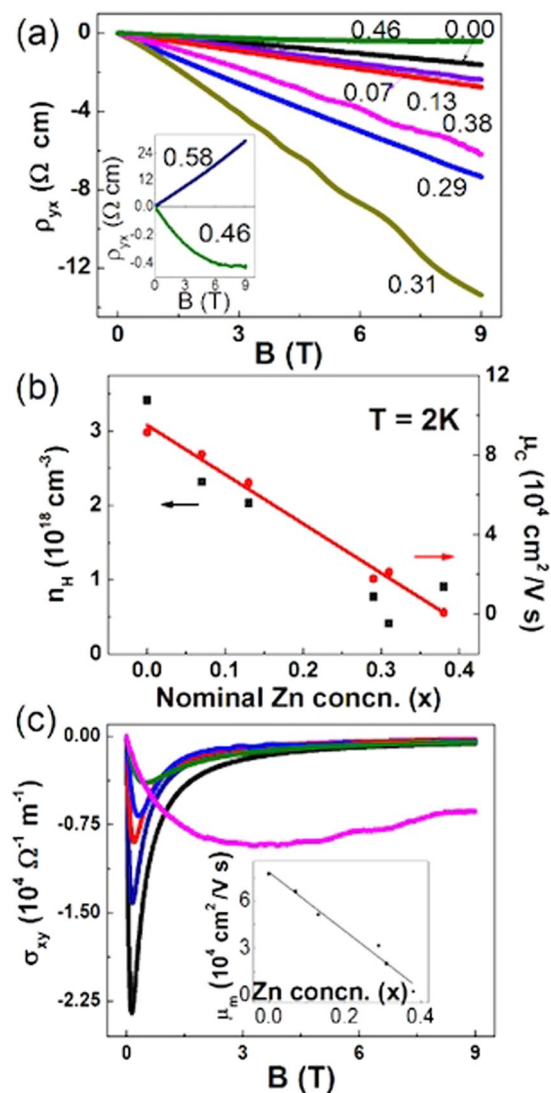 (a)
0
-4
-8
-12
ρyx (Ω cm)
0.46
0.00
0.07
0.13
0.38
0.29
0.31
24
12
0.0
-0.2
-0.4
ρyx (Ω cm)
0.58
0.46
0 3 6 9
B (T)
0 3 6 9
B (T)
(b)
T = 2K
3
2
1
0
nH (10^18 cm^-3)
12
8
4
0
μC (10^4 cm^2/V s)
0.0 0.1 0.2 0.3 0.4
Nominal Zn concn. (x)
(c)
0.00
-0.75
-1.50
-2.25
σxy (10^4 Ω^-1 m^-1)
6
3
0
μm (10^4 cm^2/V s)
Zn concn. (x)
0.0 0.2 0.4
0 3 6 9
B (T)